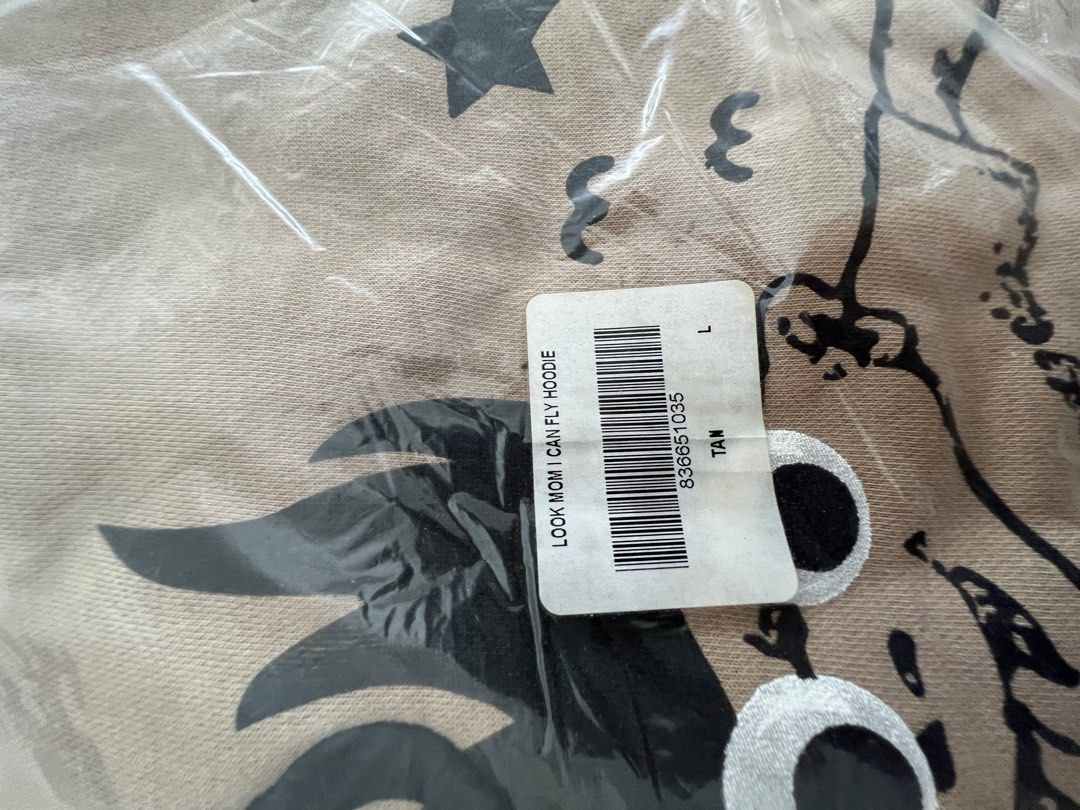 LOOK MOM I CAN FLY HOODIE
836651035
TAN
L